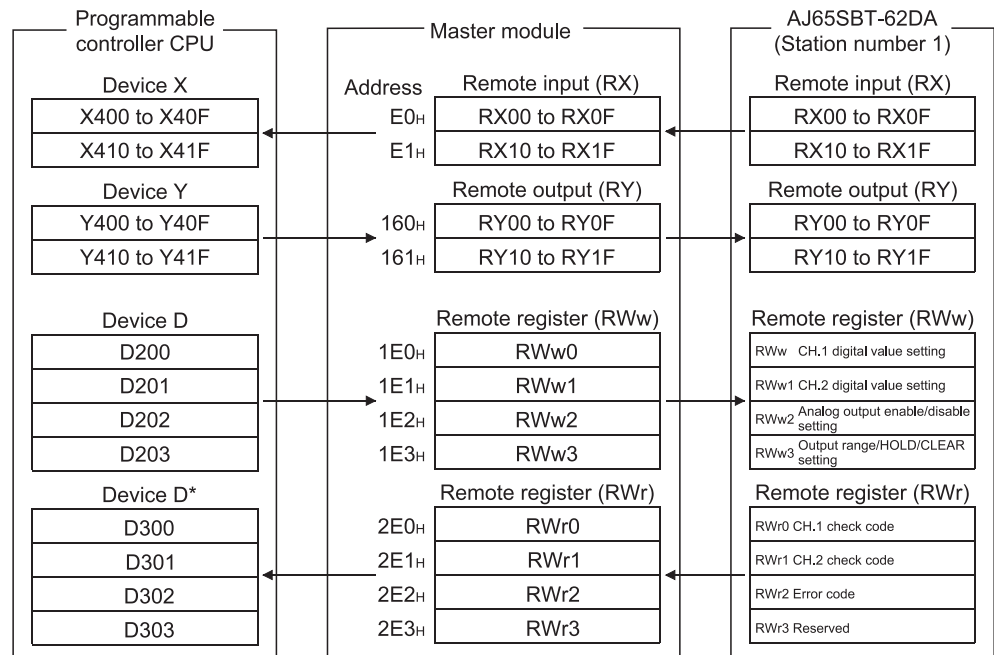 Programmable
controller CPU
Master module
AJ65SBT-62DA
(Station number 1)
Device X
Address
Remote input (RX)
Remote input (RX)
X400 to X40F
E0H
RX00 to RX0F
RX00 to RX0F
X410 to X41F
E1H
RX10 to RX1F
RX10 to RX1F
Device Y
Remote output (RY)
Remote output (RY)
Y400 to Y40F
160H
RY00 to RY0F
RY00 to RY0F
Y410 to Y41F
161H
RY10 to RY1F
RY10 to RY1F
Device D
Remote register (RWw)
Remote register (RWw)
D200
1E0H
RWw0
RWw CH.1 digital value setting
D201
1E1H
RWw1
RWw1 CH.2 digital value setting
D202
1E2H
RWw2
RWw2 Analog output enable/disable
setting
D203
1E3H
RWw3
RWw3 Output range/HOLD/CLEAR
setting
Device D*
Remote register (RWr)
Remote register (RWr)
D300
2E0H
RWr0
RWr0 CH.1 check code
D301
2E1H
RWr1
RWr1 CH.2 check code
D302
2E2H
RWr2
RWr2 Error code
D303
2E3H
RWr3
RWr3 Reserved